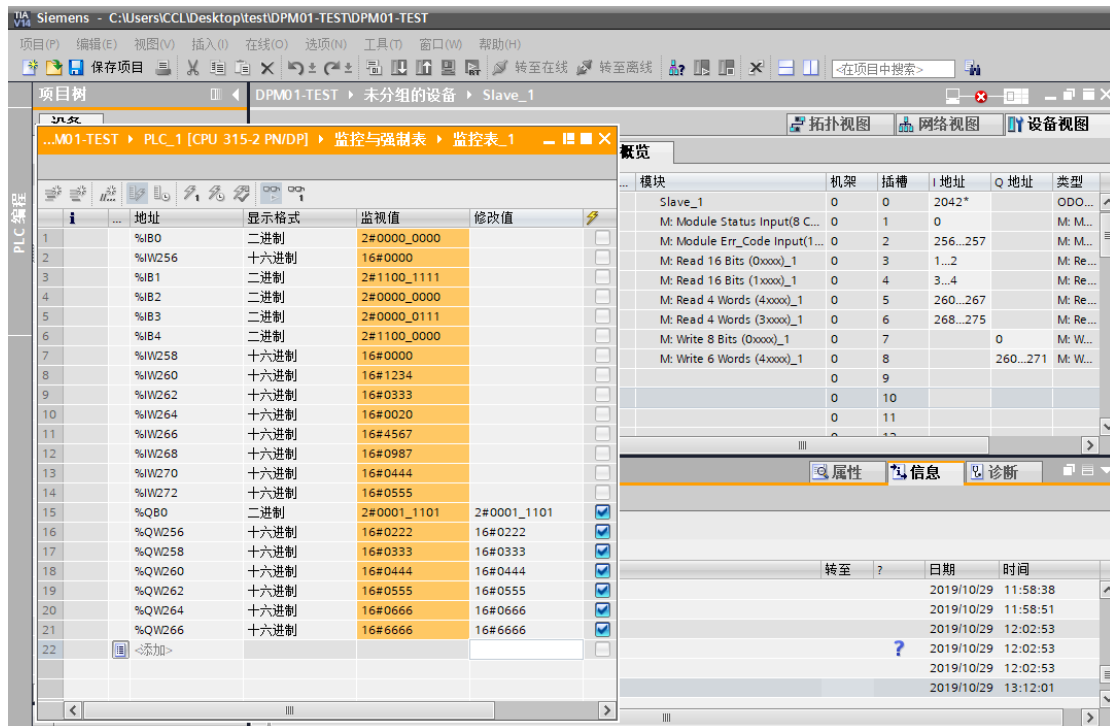 TIA V14 Siemens - C:\Users\CCL\Desktop\test\DPM01-TEST\DPM01-TEST
项目(P) 编辑(E) 视图(V) 插入(I) 在线(O) 选项(N) 工具(T) 窗口(W) 帮助(H)
保存项目 转至在线 转至离线 <在项目中搜索>
项目树 DPM01-TEST 未分组的设备 Slave_1
设备 拓扑视图 网络视图 设备视图
PLC 编程
...M01-TEST PLC_1 [CPU 315-2 PN/DP] 监控与强制表 监控表_1
i ... 地址 显示格式 监视值 修改值
1 %IB0 二进制 2#0000_0000
2 %IW256 十六进制 16#0000
3 %IB1 二进制 2#1100_1111
4 %IB2 二进制 2#0000_0000
5 %IB3 二进制 2#0000_0111
6 %IB4 二进制 2#1100_0000
7 %IW258 十六进制 16#0000
8 %IW260 十六进制 16#1234
9 %IW262 十六进制 16#0333
10 %IW264 十六进制 16#0020
11 %IW266 十六进制 16#4567
12 %IW268 十六进制 16#0987
13 %IW270 十六进制 16#0444
14 %IW272 十六进制 16#0555
15 %QB0 二进制 2#0001_1101 2#0001_1101
16 %QW256 十六进制 16#0222 16#0222
17 %QW258 十六进制 16#0333 16#0333
18 %QW260 十六进制 16#0444 16#0444
19 %QW262 十六进制 16#0555 16#0555
20 %QW264 十六进制 16#0666 16#0666
21 %QW266 十六进制 16#6666 16#6666
22 <添加>
概览
... 模块 机架 插槽 I 地址 Q 地址 类型
Slave_1 0 0 2042* ODO...
M: Module Status Input(8 C... 0 1 0 M: M...
M: Module Err_Code Input(1... 0 2 256...257 M: M...
M: Read 16 Bits (0xxxx)_1 0 3 1...2 M: Re...
M: Read 16 Bits (1xxxx)_1 0 4 3...4 M: Re...
M: Read 4 Words (4xxxx)_1 0 5 260...267 M: Re...
M: Read 4 Words (3xxxx)_1 0 6 268...275 M: Re...
M: Write 8 Bits (0xxxx)_1 0 7 0 M: W...
M: Write 6 Words (4xxxx)_1 0 8 260...271 M: W...
0 9
0 10
0 11
属性 信息 诊断
转至 ? 日期 时间
2019/10/29 11:58:38
2019/10/29 11:58:51
2019/10/29 12:02:53
? 2019/10/29 12:02:53
2019/10/29 12:02:53
2019/10/29 13:12:01